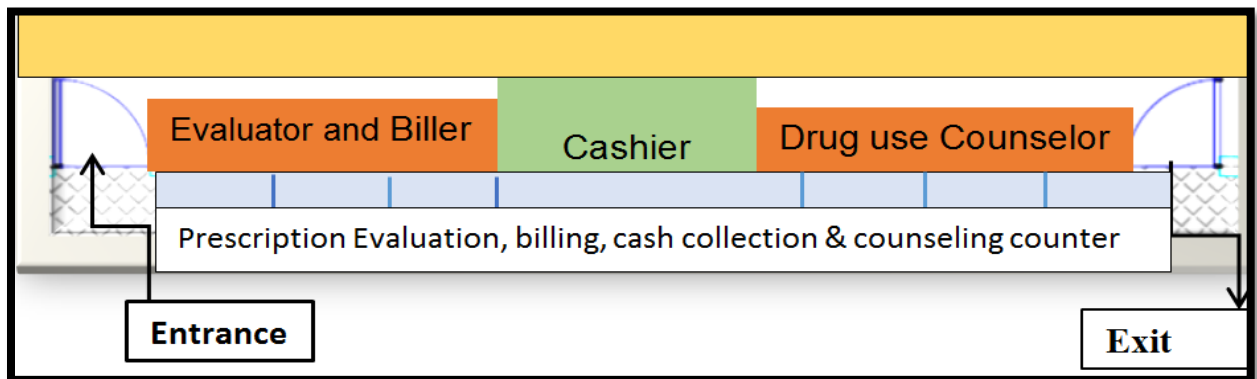 Evaluator and Biller
Cashier
Drug use Counselor
Prescription Evaluation, billing, cash collection & counseling counter
Entrance
Exit